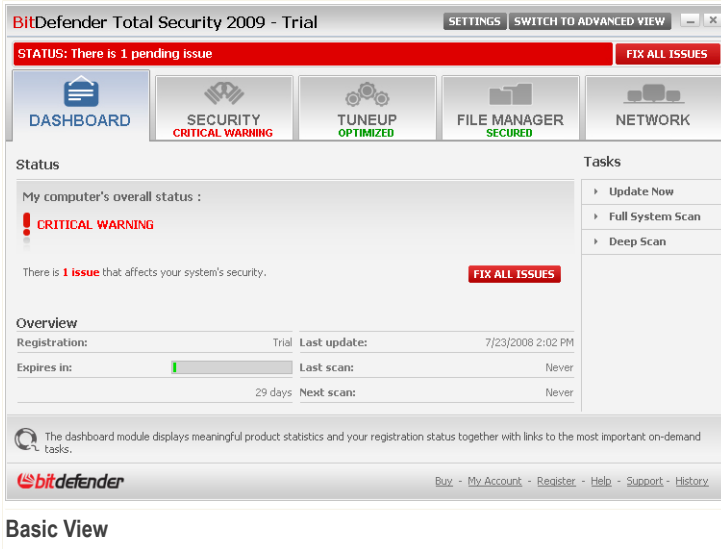 BitDefender Total Security 2009 - Trial
SETTINGS SWITCH TO ADVANCED VIEW
STATUS: There is 1 pending issue
FIX ALL ISSUES
DASHBOARD
SECURITY
CRITICAL WARNING
TUNEUP
OPTIMIZED
FILE MANAGER
SECURED
NETWORK
Status
My computer's overall status :
CRITICAL WARNING
There is 1 issue that affects your system's security.
FIX ALL ISSUES
Tasks
Update Now
Full System Scan
Deep Scan
Overview
Registration: Trial Last update: 7/23/2008 2:02 PM
Expires in: Last scan: Never
29 days Next scan: Never
The dashboard module displays meaningful product statistics and your registration status together with links to the most important on-demand
tasks.
bitdefender
Buy - My Account - Register - Help - Support - History
Basic View